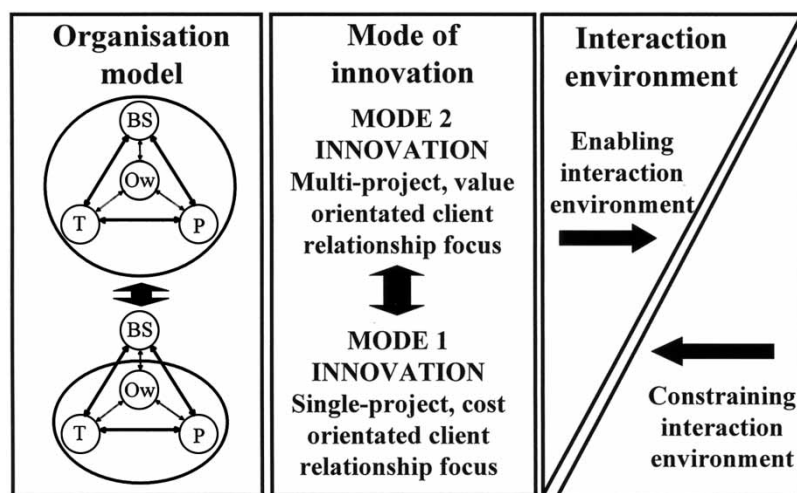 Organisation
model
BS
Ow
T
P
BS
Ow
T
P
Mode of
innovation
MODE 2
INNOVATION
Multi-project, value
orientated client
relationship focus
MODE 1
INNOVATION
Single-project, cost
orientated client
relationship focus
Interaction
environment
Enabling
interaction
environment
Constraining
interaction
environment